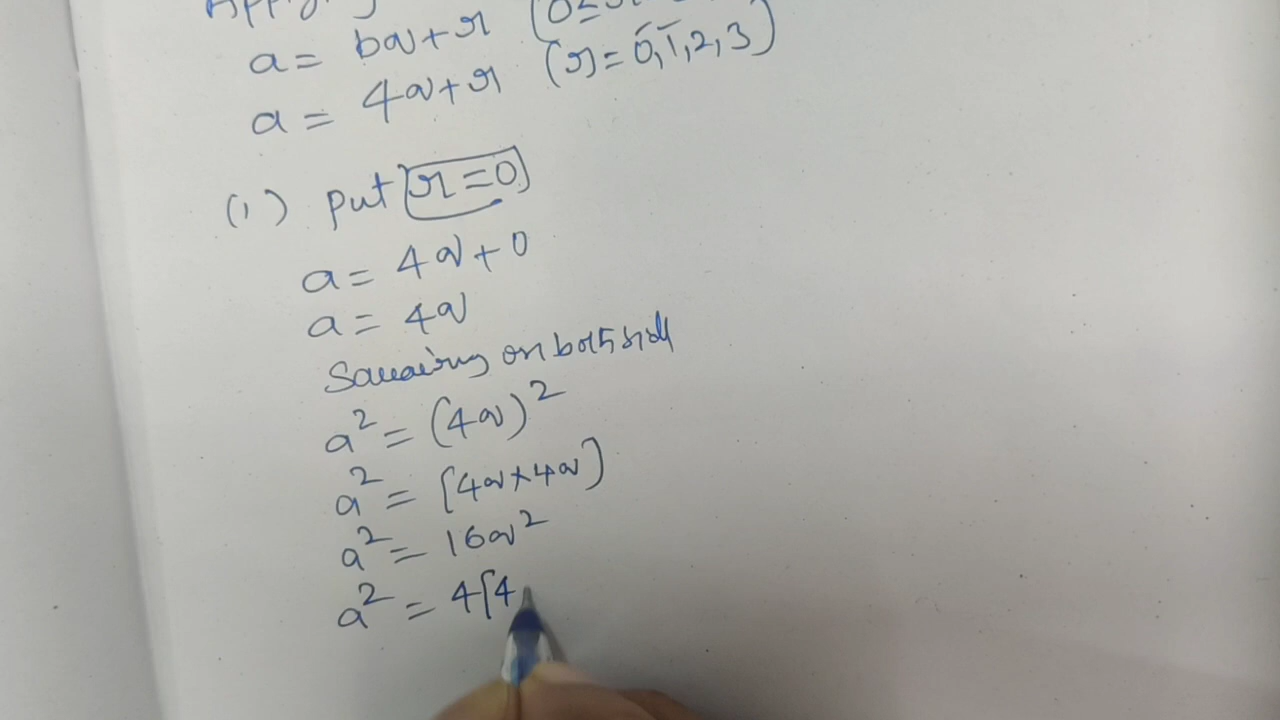 a = bq + r (0≤
a = 4q + r (r = 0, 1, 2, 3)
(i) put r = 0
a = 4q + 0
a = 4q
Squaring on both side
a² = (4q)²
a² = [4q × 4q]
a² = 16q²
a² = 4[4